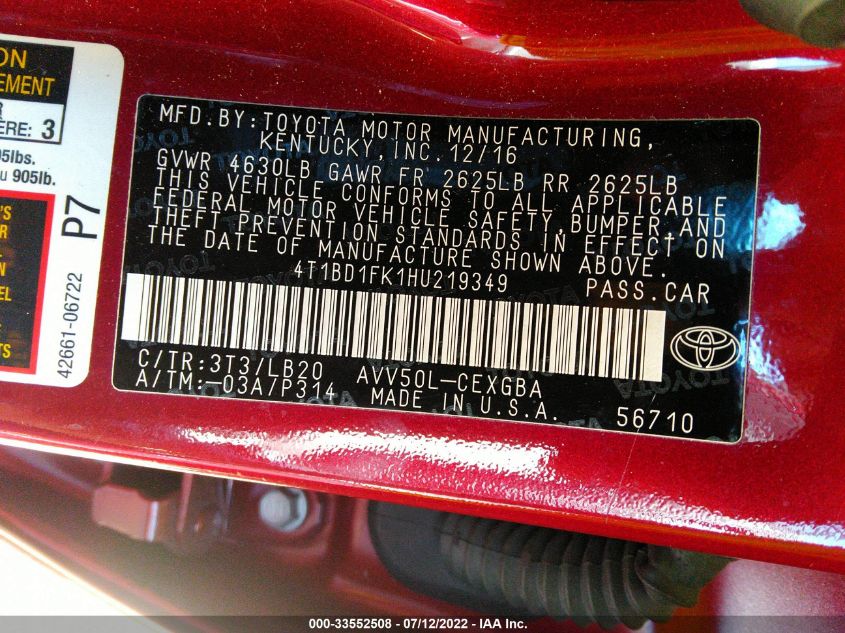 ON
EMENT
R
ÈRE: 3
05lbs.
u 905lb.
'S
R
EL
E
TS
P7
42661-06722
MFD.BY:TOYOTA MOTOR MANUFACTURING,
KENTUCKY,INC.12/16
GVWR 4630LB GAWR FR 2625LB RR 2625LB
THIS VEHICLE CONFORMS TO ALL APPLICABLE
FEDERAL MOTOR VEHICLE SAFETY,BUMPER,AND
THEFT PREVENTION STANDARDS IN EFFECT ON
THE DATE OF MANUFACTURE SHOWN ABOVE.
4T1BD1FK1HU219349 PASS.CAR
C/TR:3T3/LB20 AVV50L-CEXGBA
A/TM:-03A/P314 MADE IN U.S.A.
56710
000-33552508 / 07/12/2022 - IAA Inc.